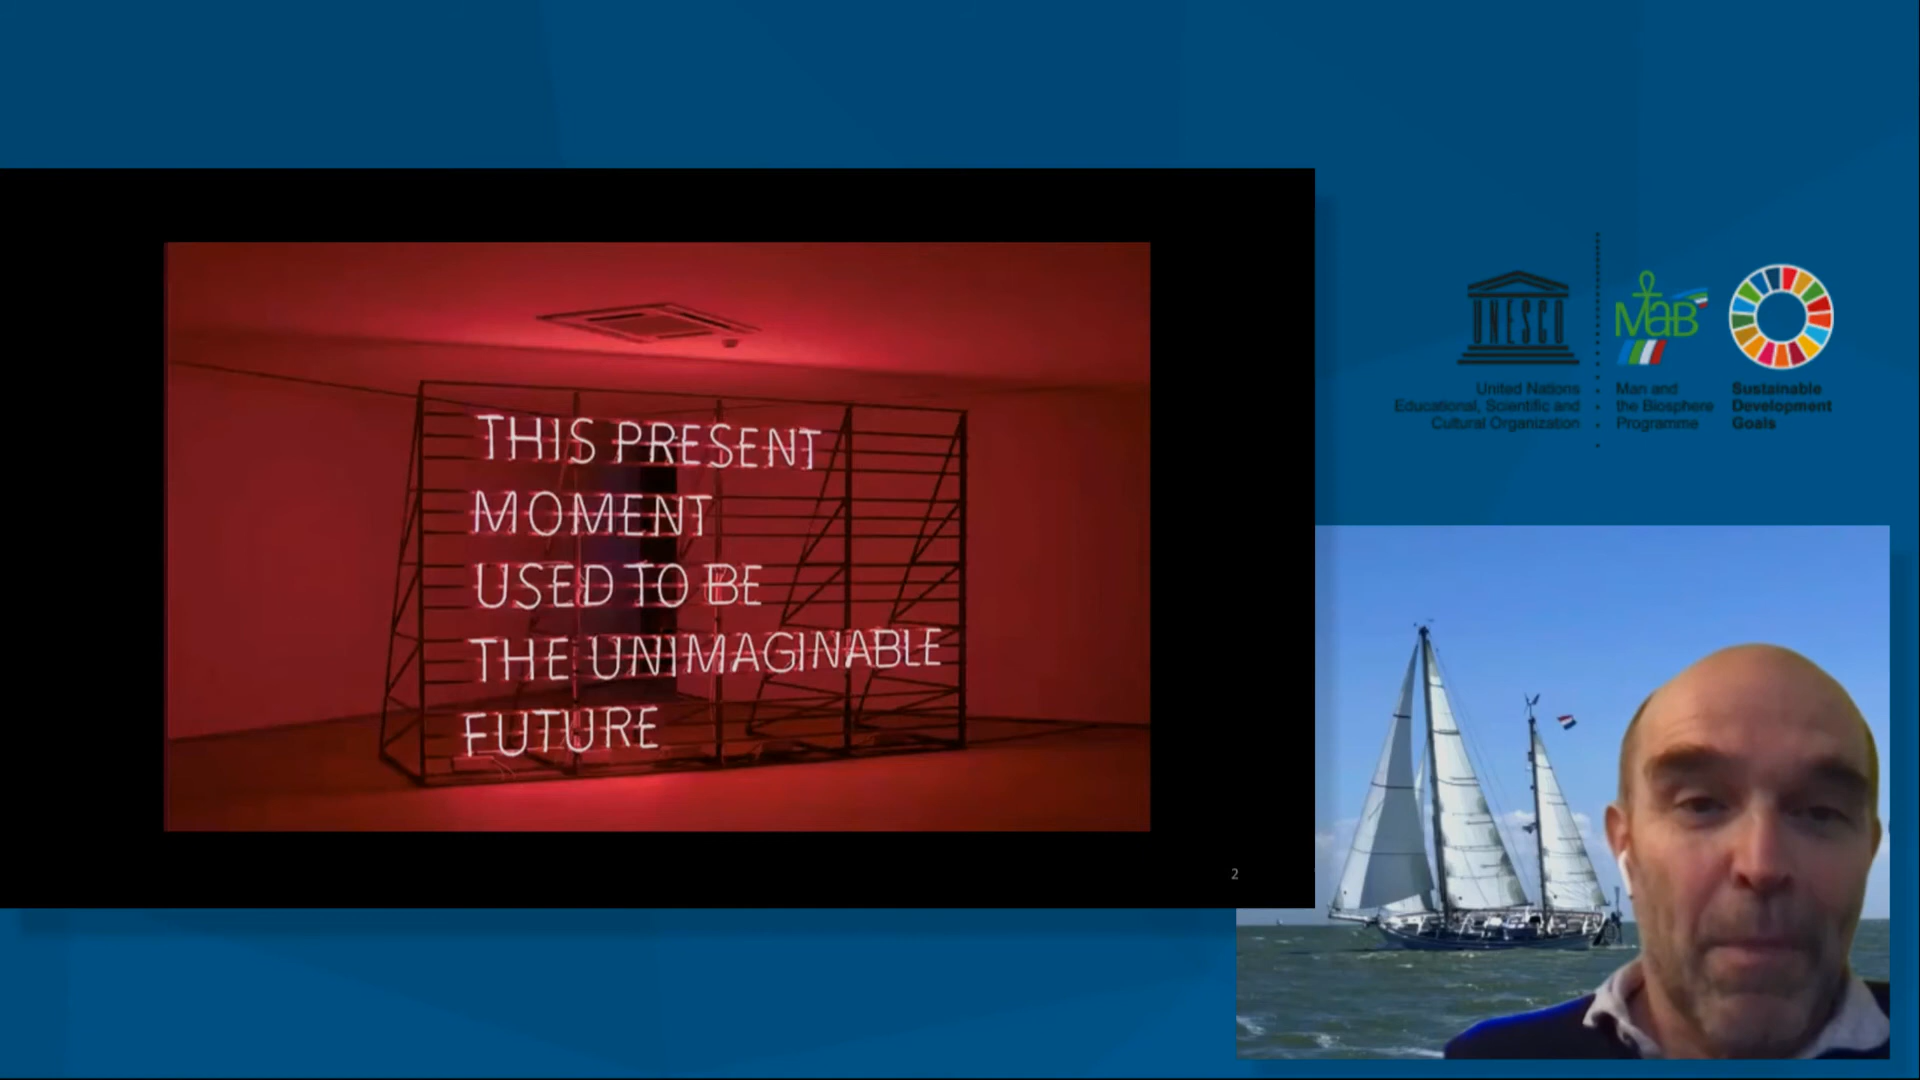 THIS PRESENT
MOMENT
USED TO BE
THE UNIMAGINABLE
FUTURE
2
UNESCO
United Nations
Educational, Scientific and
Cultural Organization
MaB
Man and
the Biosphere
Programme
Sustainable
Development
Goals